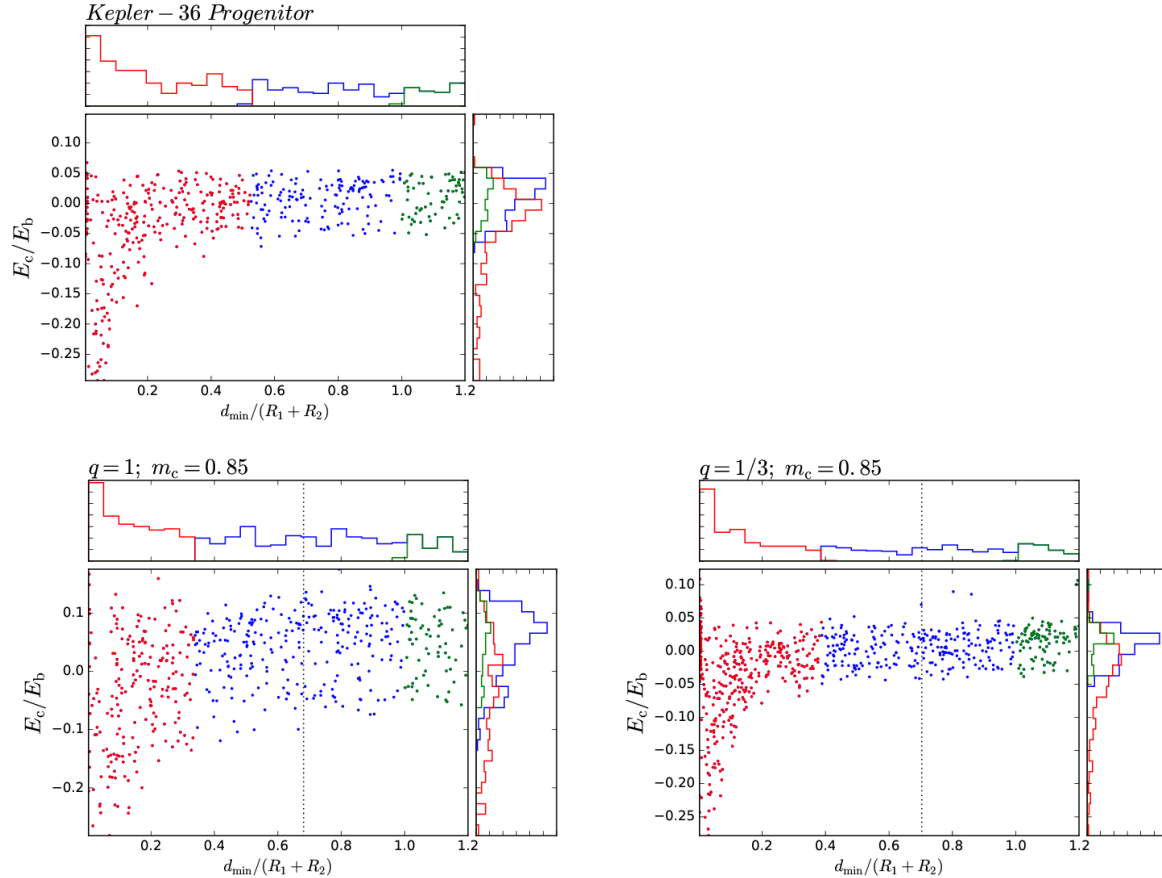 Kepler − 36 Progenitor
0.10
0.05
0.00
−0.05
−0.10
−0.15
−0.20
−0.25
E_c/E_b
0.2 0.4 0.6 0.8 1.0 1.2
d_min/(R_1 + R_2)
q = 1; m_c = 0.85
0.1
0.0
−0.1
−0.2
E_c/E_b
0.2 0.4 0.6 0.8 1.0 1.2
d_min/(R_1 + R_2)
q = 1/3; m_c = 0.85
0.10
0.05
0.00
−0.05
−0.10
−0.15
−0.20
−0.25
E_c/E_b
0.2 0.4 0.6 0.8 1.0 1.2
d_min/(R_1 + R_2)